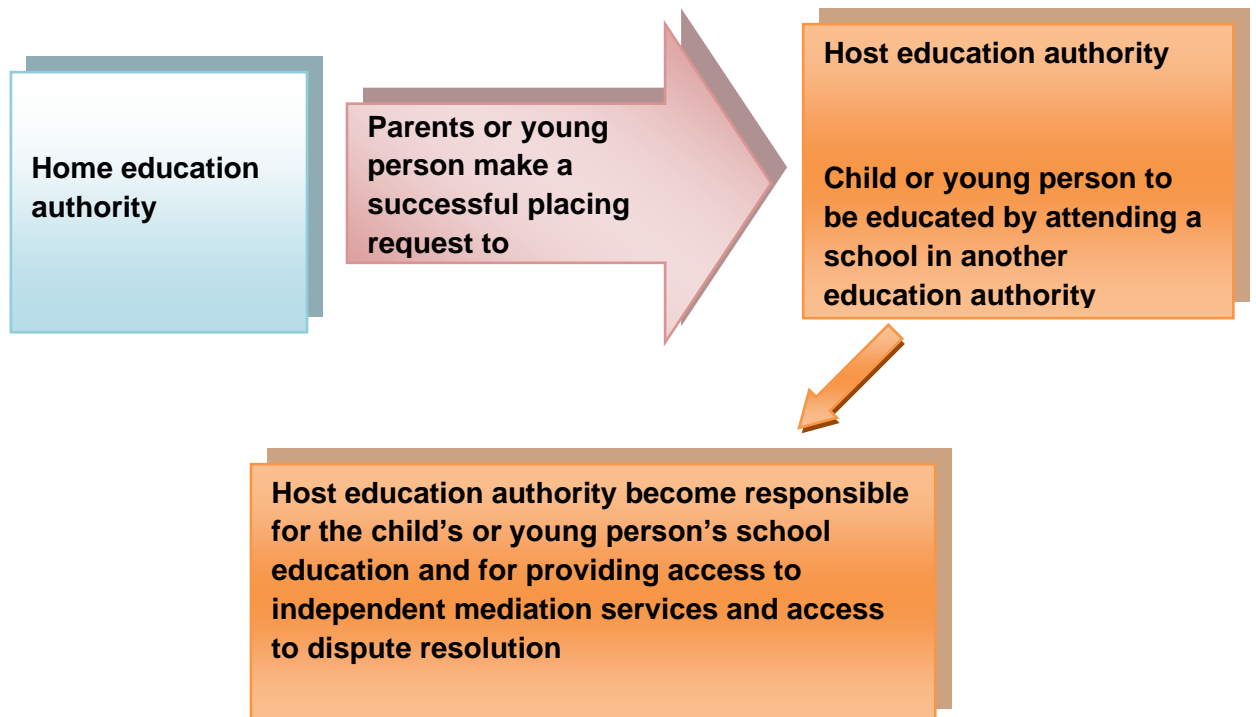 Home education
authority
Parents or young
person make a
successful placing
request to
Host education authority
Child or young person to
be educated by attending a
school in another
education authority
Host education authority become responsible
for the child’s or young person’s school
education and for providing access to
independent mediation services and access
to dispute resolution